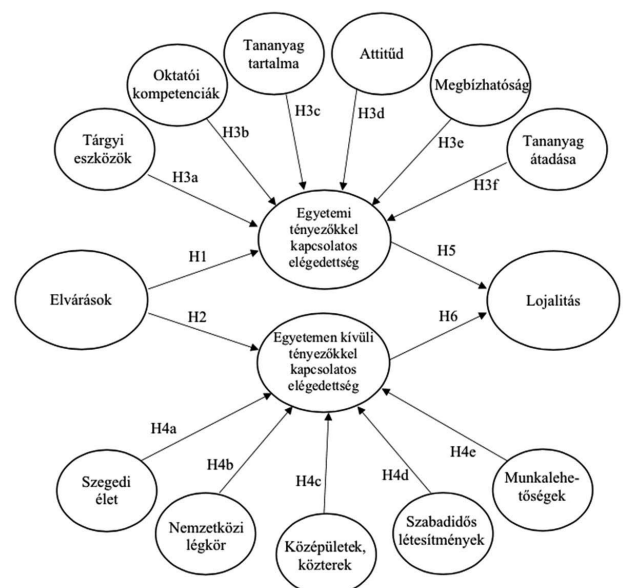 Tananyag
tartalma
Attitűd
Oktatói
kompetenciák
Megbízhatóság
Tárgyi
eszközök
Tananyag
átadása
H3a
H3b
H3c
H3d
H3e
H3f
Egyetemi
tényezőkkel
kapcsolatos
elégedettség
H1
H5
Elvárások
Lojalitás
H2
H6
Egyetemen kívüli
tényezőkkel
kapcsolatos
elégedettség
H4a
H4b
H4c
H4d
H4e
Szegedi
élet
Nemzetközi
légkör
Középületek,
közterek
Szabadidős
létesítmények
Munkalehe-
tőségek